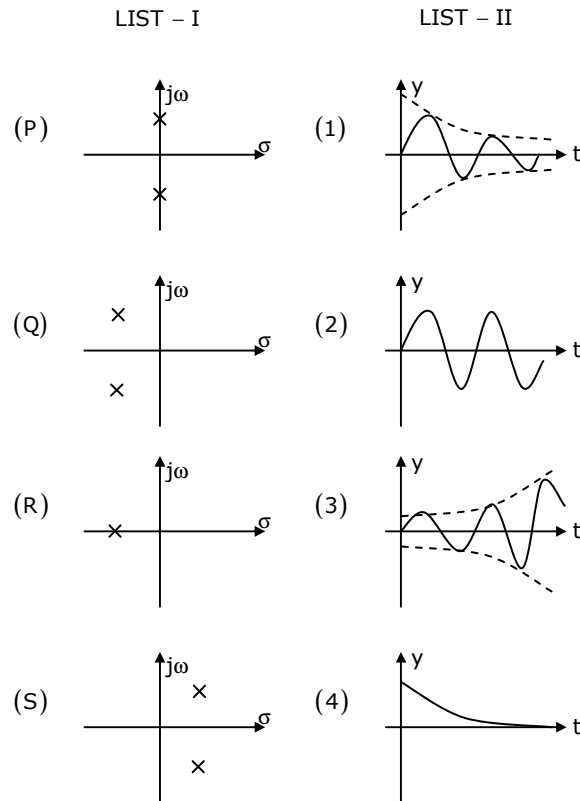 LIST – I LIST – II
(P) jω σ (1) y t
(Q) jω σ (2) y t
(R) jω σ (3) y t
(S) jω σ (4) y t